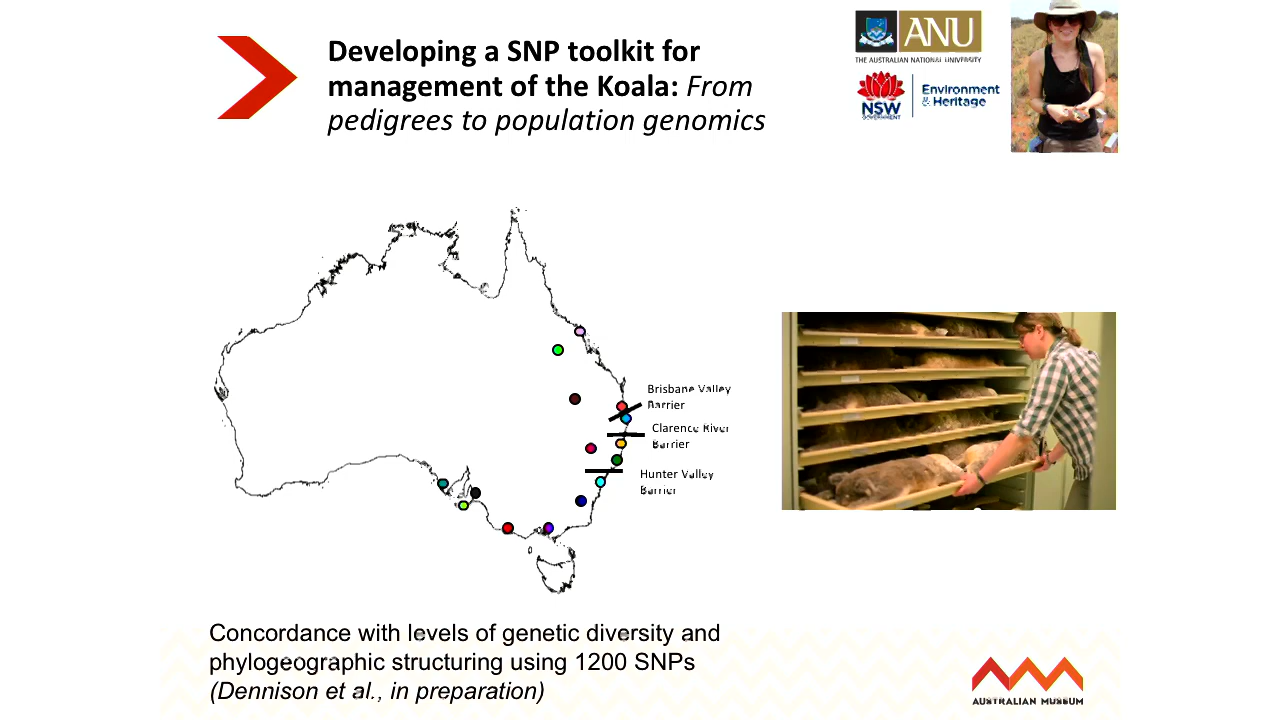 Developing a SNP toolkit for
management of the Koala: From
pedigrees to population genomics
ANU
THE AUSTRALIAN NATIONAL UNIVERSITY
NSW
GOVERNMENT
Environment
& Heritage
Brisbane Valley
Barrier
Clarence River
Barrier
Hunter Valley
Barrier
Concordance with levels of genetic diversity and
phylogeographic structuring using 1200 SNPs
(Dennison et al., in preparation)
AUSTRALIAN MUSEUM